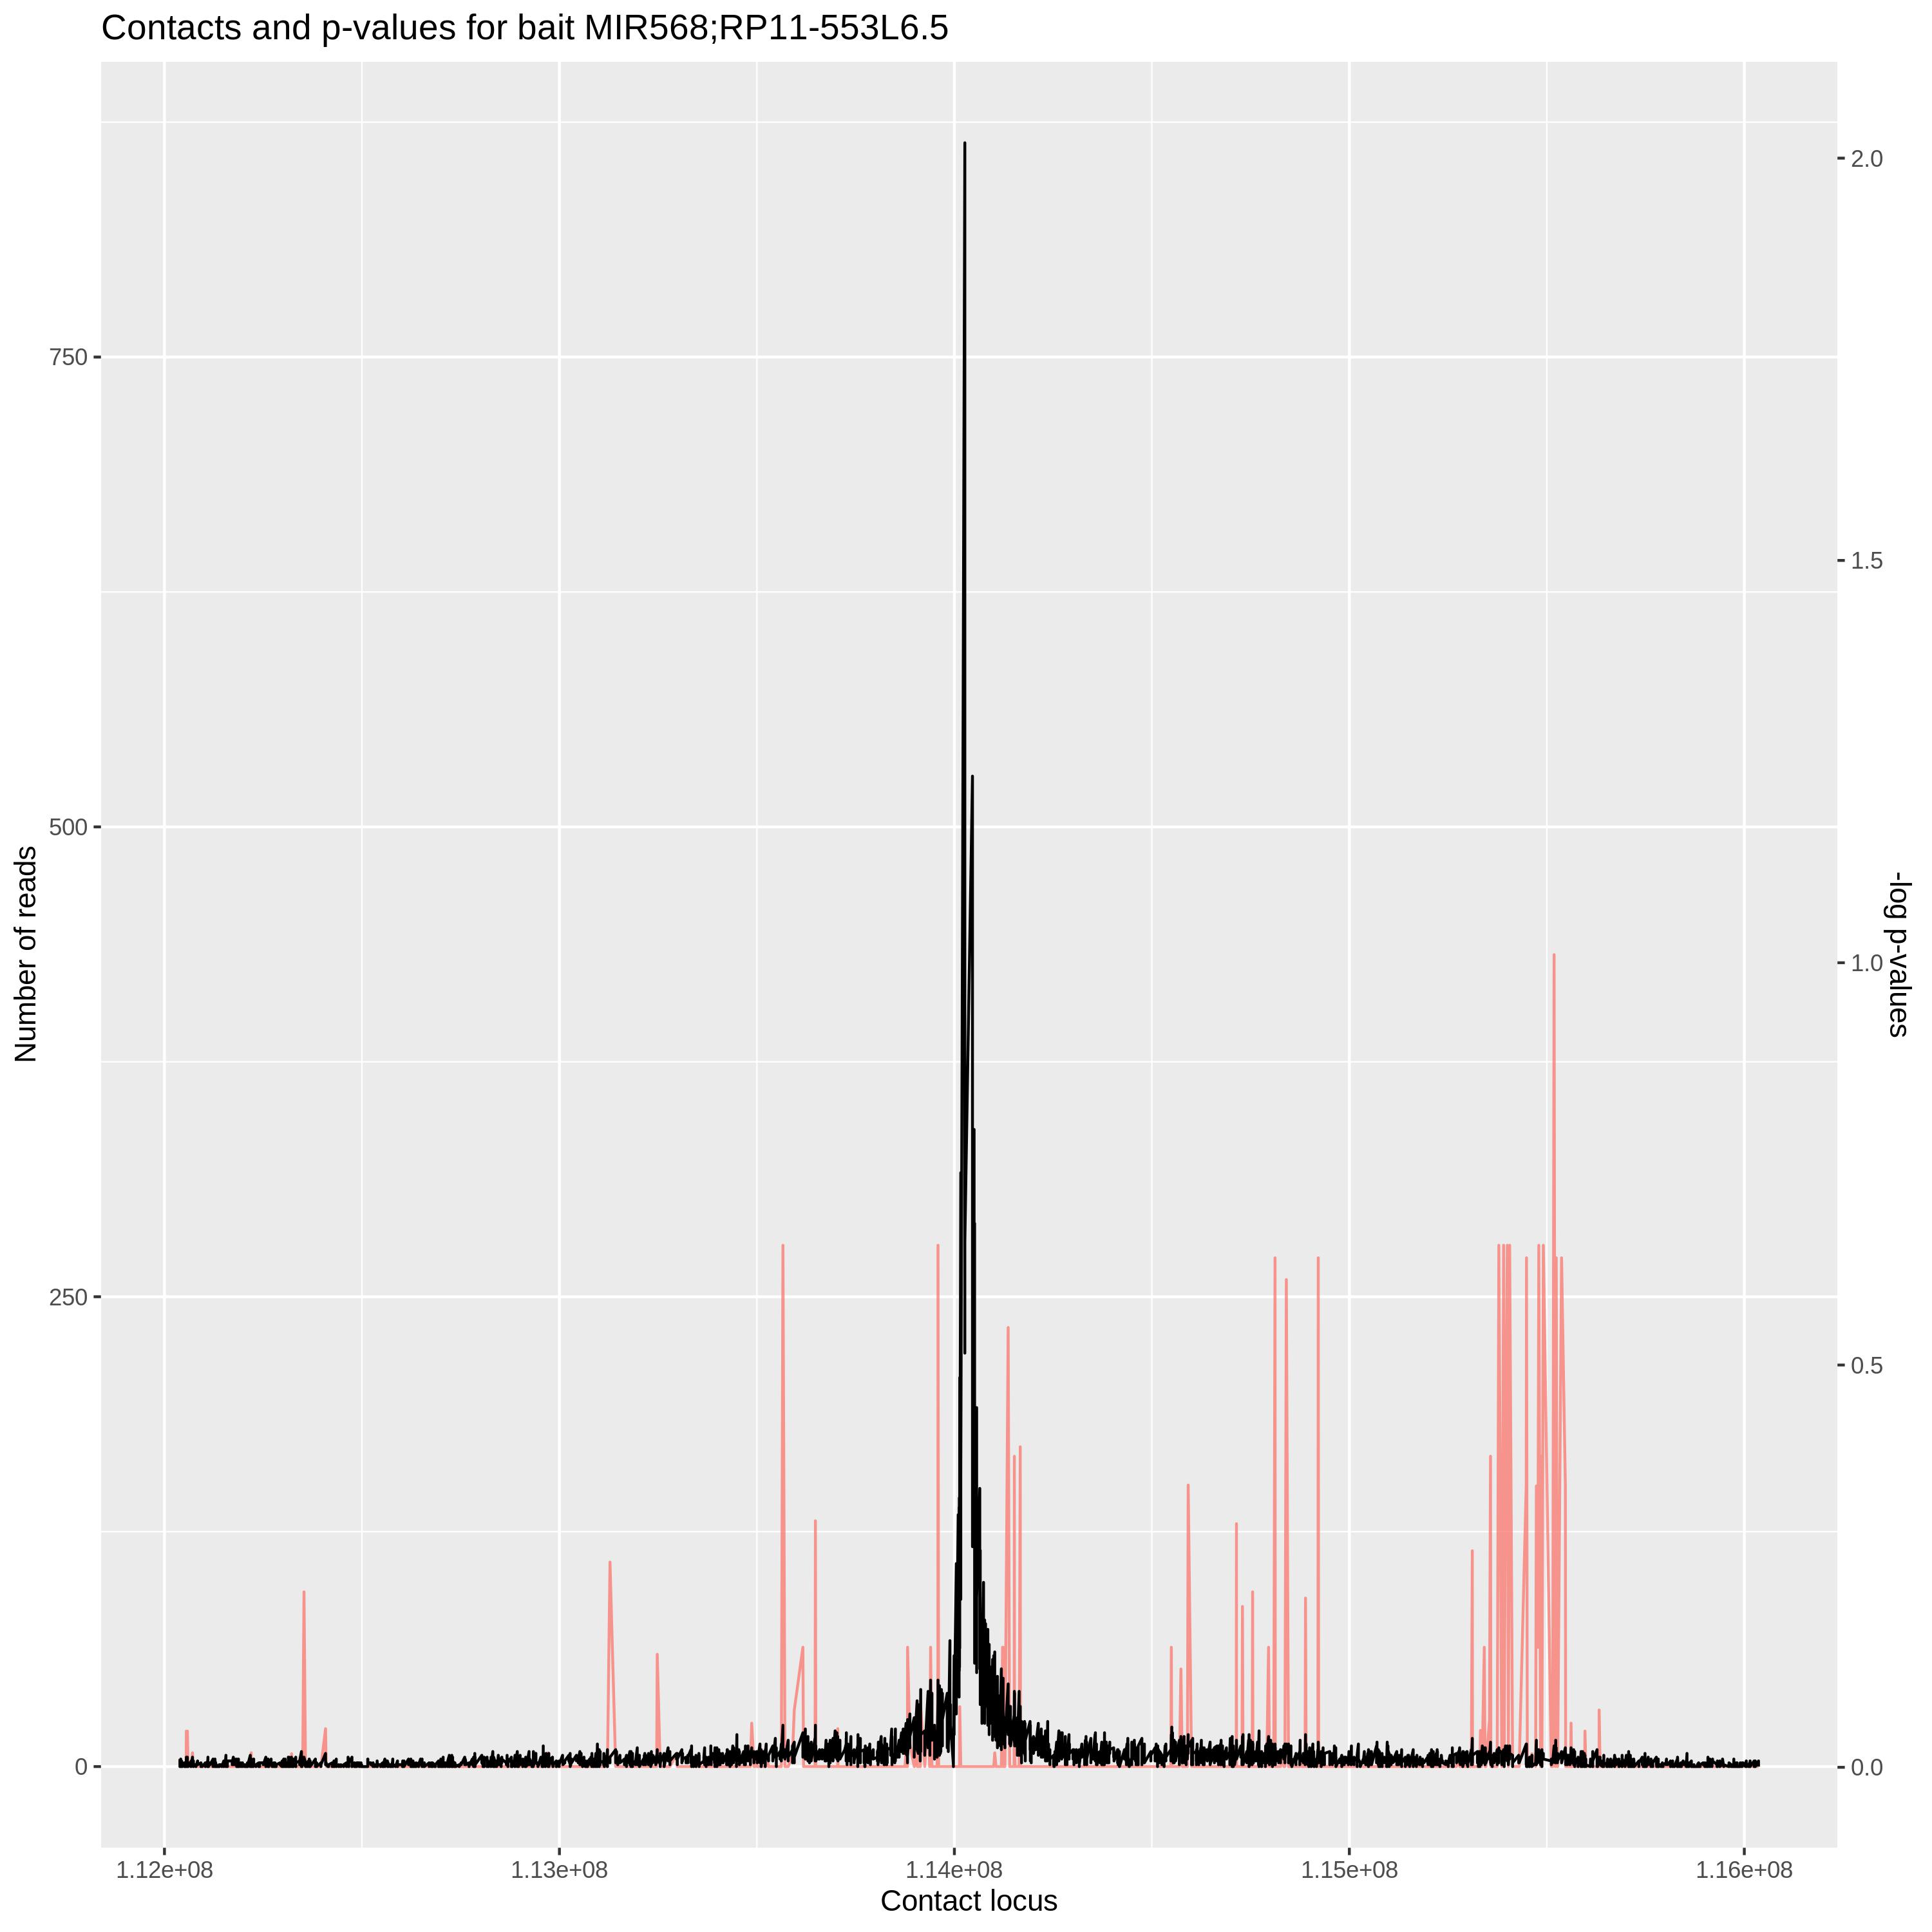 Contacts and p-values for bait MIR568;RP11-553L6.5
Number of reads
750
500
250
0
2.0
1.5
1.0
0.5
0.0
-log p-values
1.12e+08 1.13e+08 1.14e+08 1.15e+08 1.16e+08
Contact locus